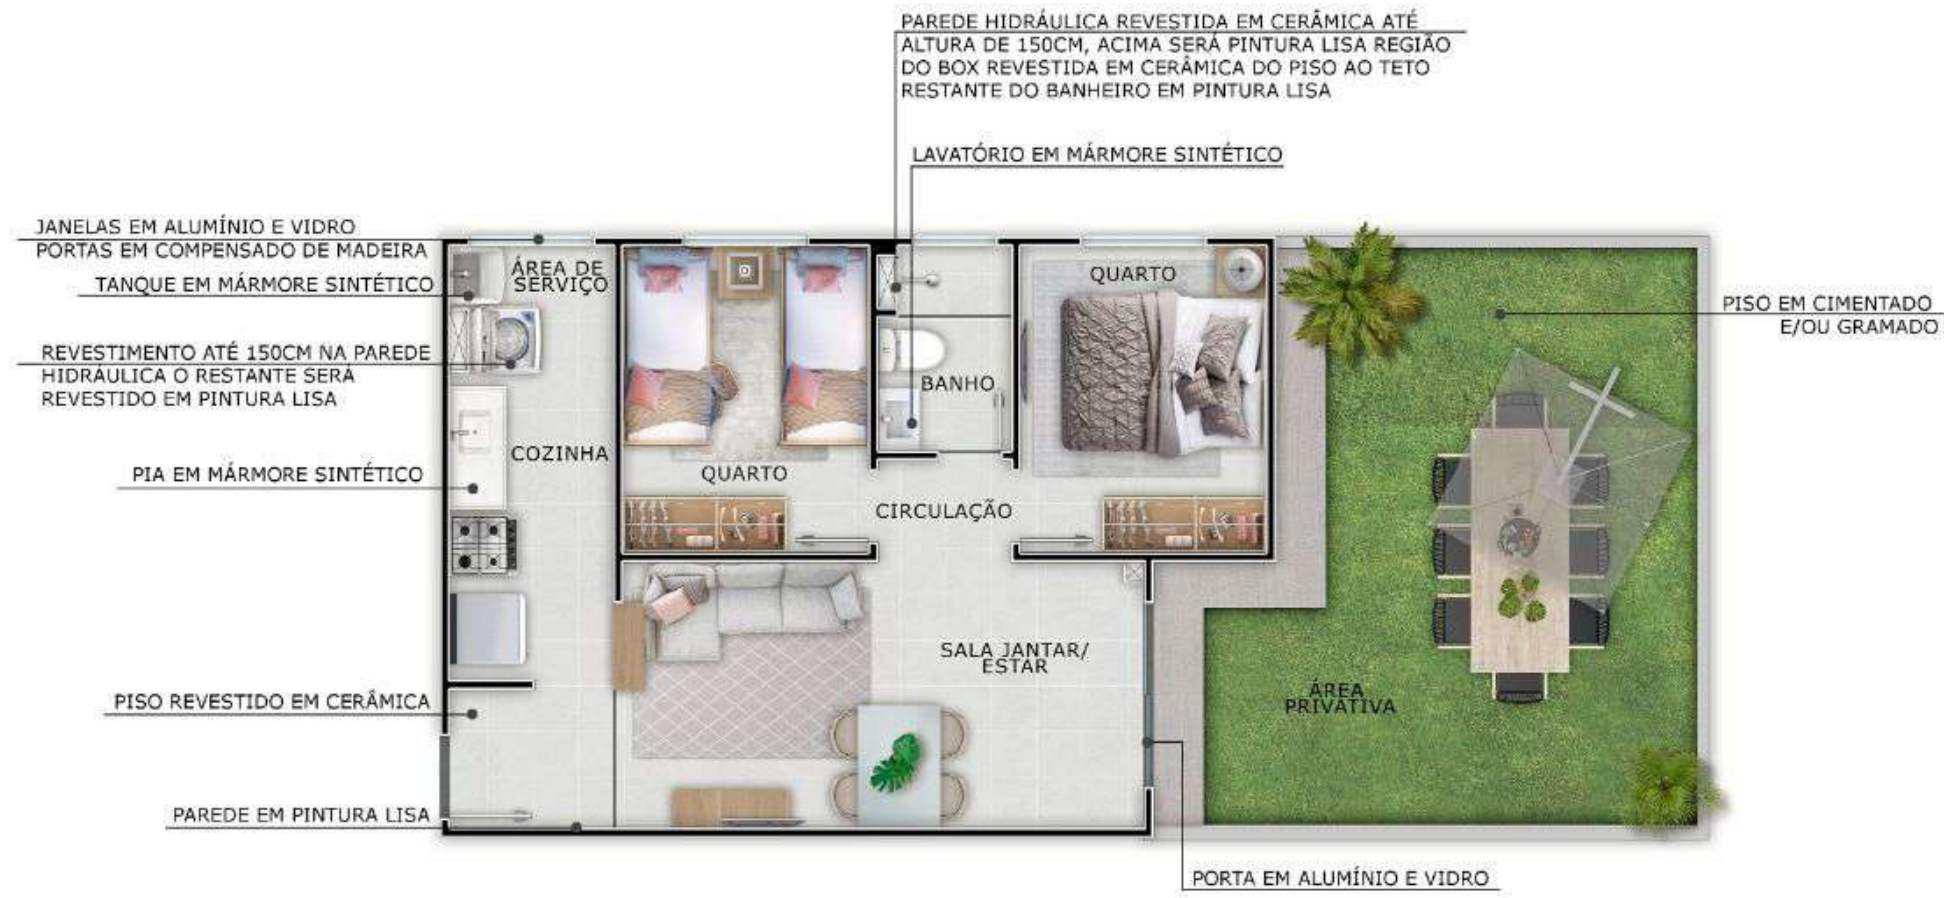 PAREDE HIDRÁULICA REVESTIDA EM CERÂMICA ATÉ
ALTURA DE 150CM, ACIMA SERÁ PINTURA LISA REGIÃO
DO BOX REVESTIDA EM CERÂMICA DO PISO AO TETO
RESTANTE DO BANHEIRO EM PINTURA LISA
LAVATÓRIO EM MÁRMORE SINTÉTICO
JANELAS EM ALUMÍNIO E VIDRO
PORTAS EM COMPENSADO DE MADEIRA
TANQUE EM MÁRMORE SINTÉTICO
REVESTIMENTO ATÉ 150CM NA PAREDE
HIDRÁULICA O RESTANTE SERÁ
REVESTIDO EM PINTURA LISA
PIA EM MÁRMORE SINTÉTICO
PISO REVESTIDO EM CERÂMICA
PAREDE EM PINTURA LISA
ÁREA DE
SERVIÇO
COZINHA
QUARTO
BANHO
QUARTO
CIRCULAÇÃO
SALA JANTAR/
ESTAR
ÁREA
PRIVATIVA
PISO EM CIMENTADO
E/OU GRAMADO
PORTA EM ALUMÍNIO E VIDRO